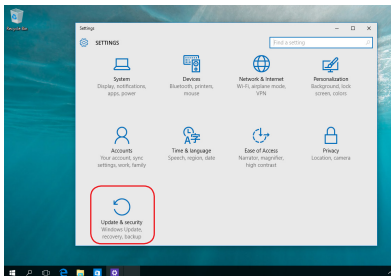 Recycle Bin
Settings
SETTINGS
Find a setting
System
Display, notifications,
apps, power
Devices
Bluetooth, printers,
mouse
Network & Internet
Wi-Fi, airplane mode,
VPN
Personalization
Background, lock
screen, colors
Accounts
Your account, sync
settings, work, family
Time & language
Speech, region, date
Ease of Access
Narrator, magnifier,
high contrast
Privacy
Location, camera
Update & security
Windows Update,
recovery, backup